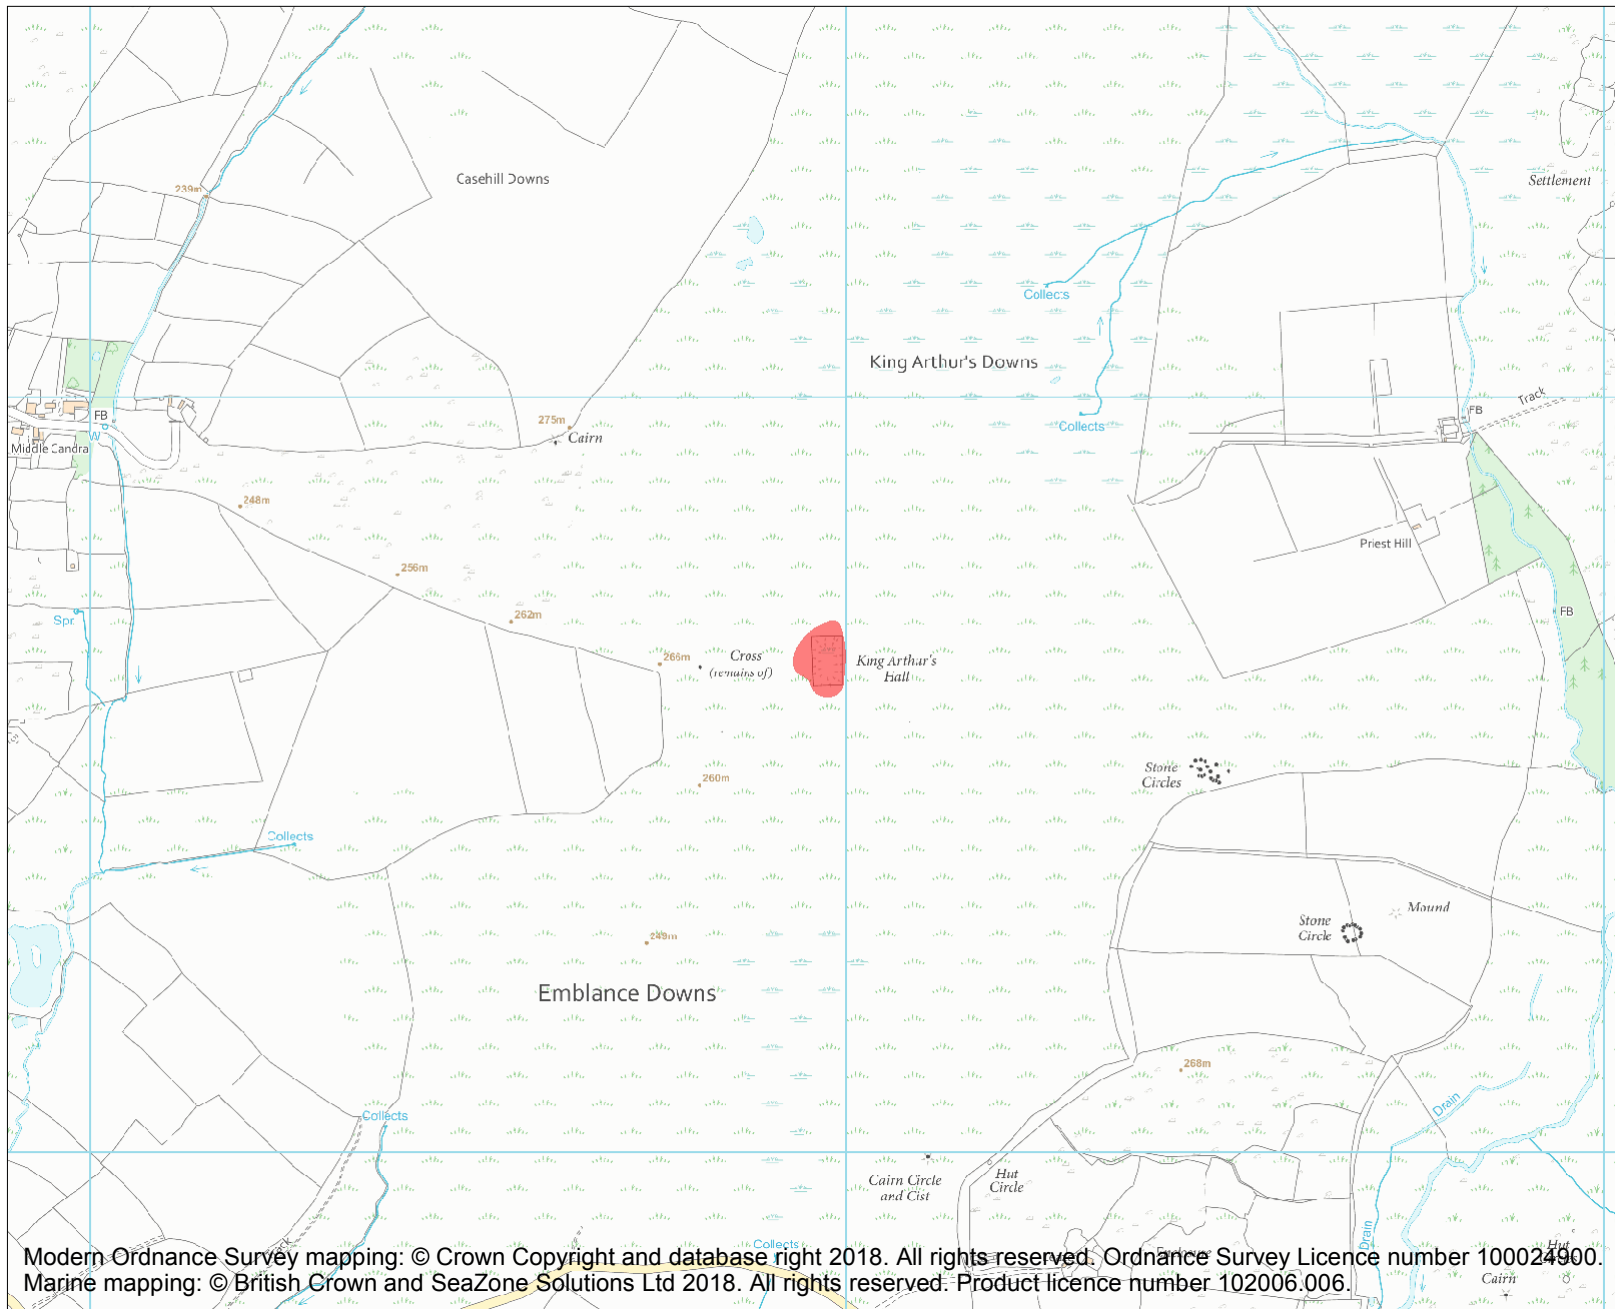 Casehill Downs
239m
Settlement
Collects
King Arthur's Downs
Track
FB
FB
275m
Cairn
Collects
W
Middle Candra
248m
Priest Hill
256m
FB
Spr
262m
Cross
(remains of)
266m
King Arthur's
Hall
Stone
Circles
260m
Collects
Mound
Stone
Circle
249m
Emblance Downs
268m
Drain
Collects
Cairn Circle
and Cist
Hut
Circle
Drain
Collects
Hut
Modern Ordnance Survey mapping: © Crown Copyright and database right 2018. All rights reserved. Ordnance Survey Licence number 100024900.
Marine mapping: © British Crown and SeaZone Solutions Ltd 2018. All rights reserved. Product licence number 102006.006.
Cairn